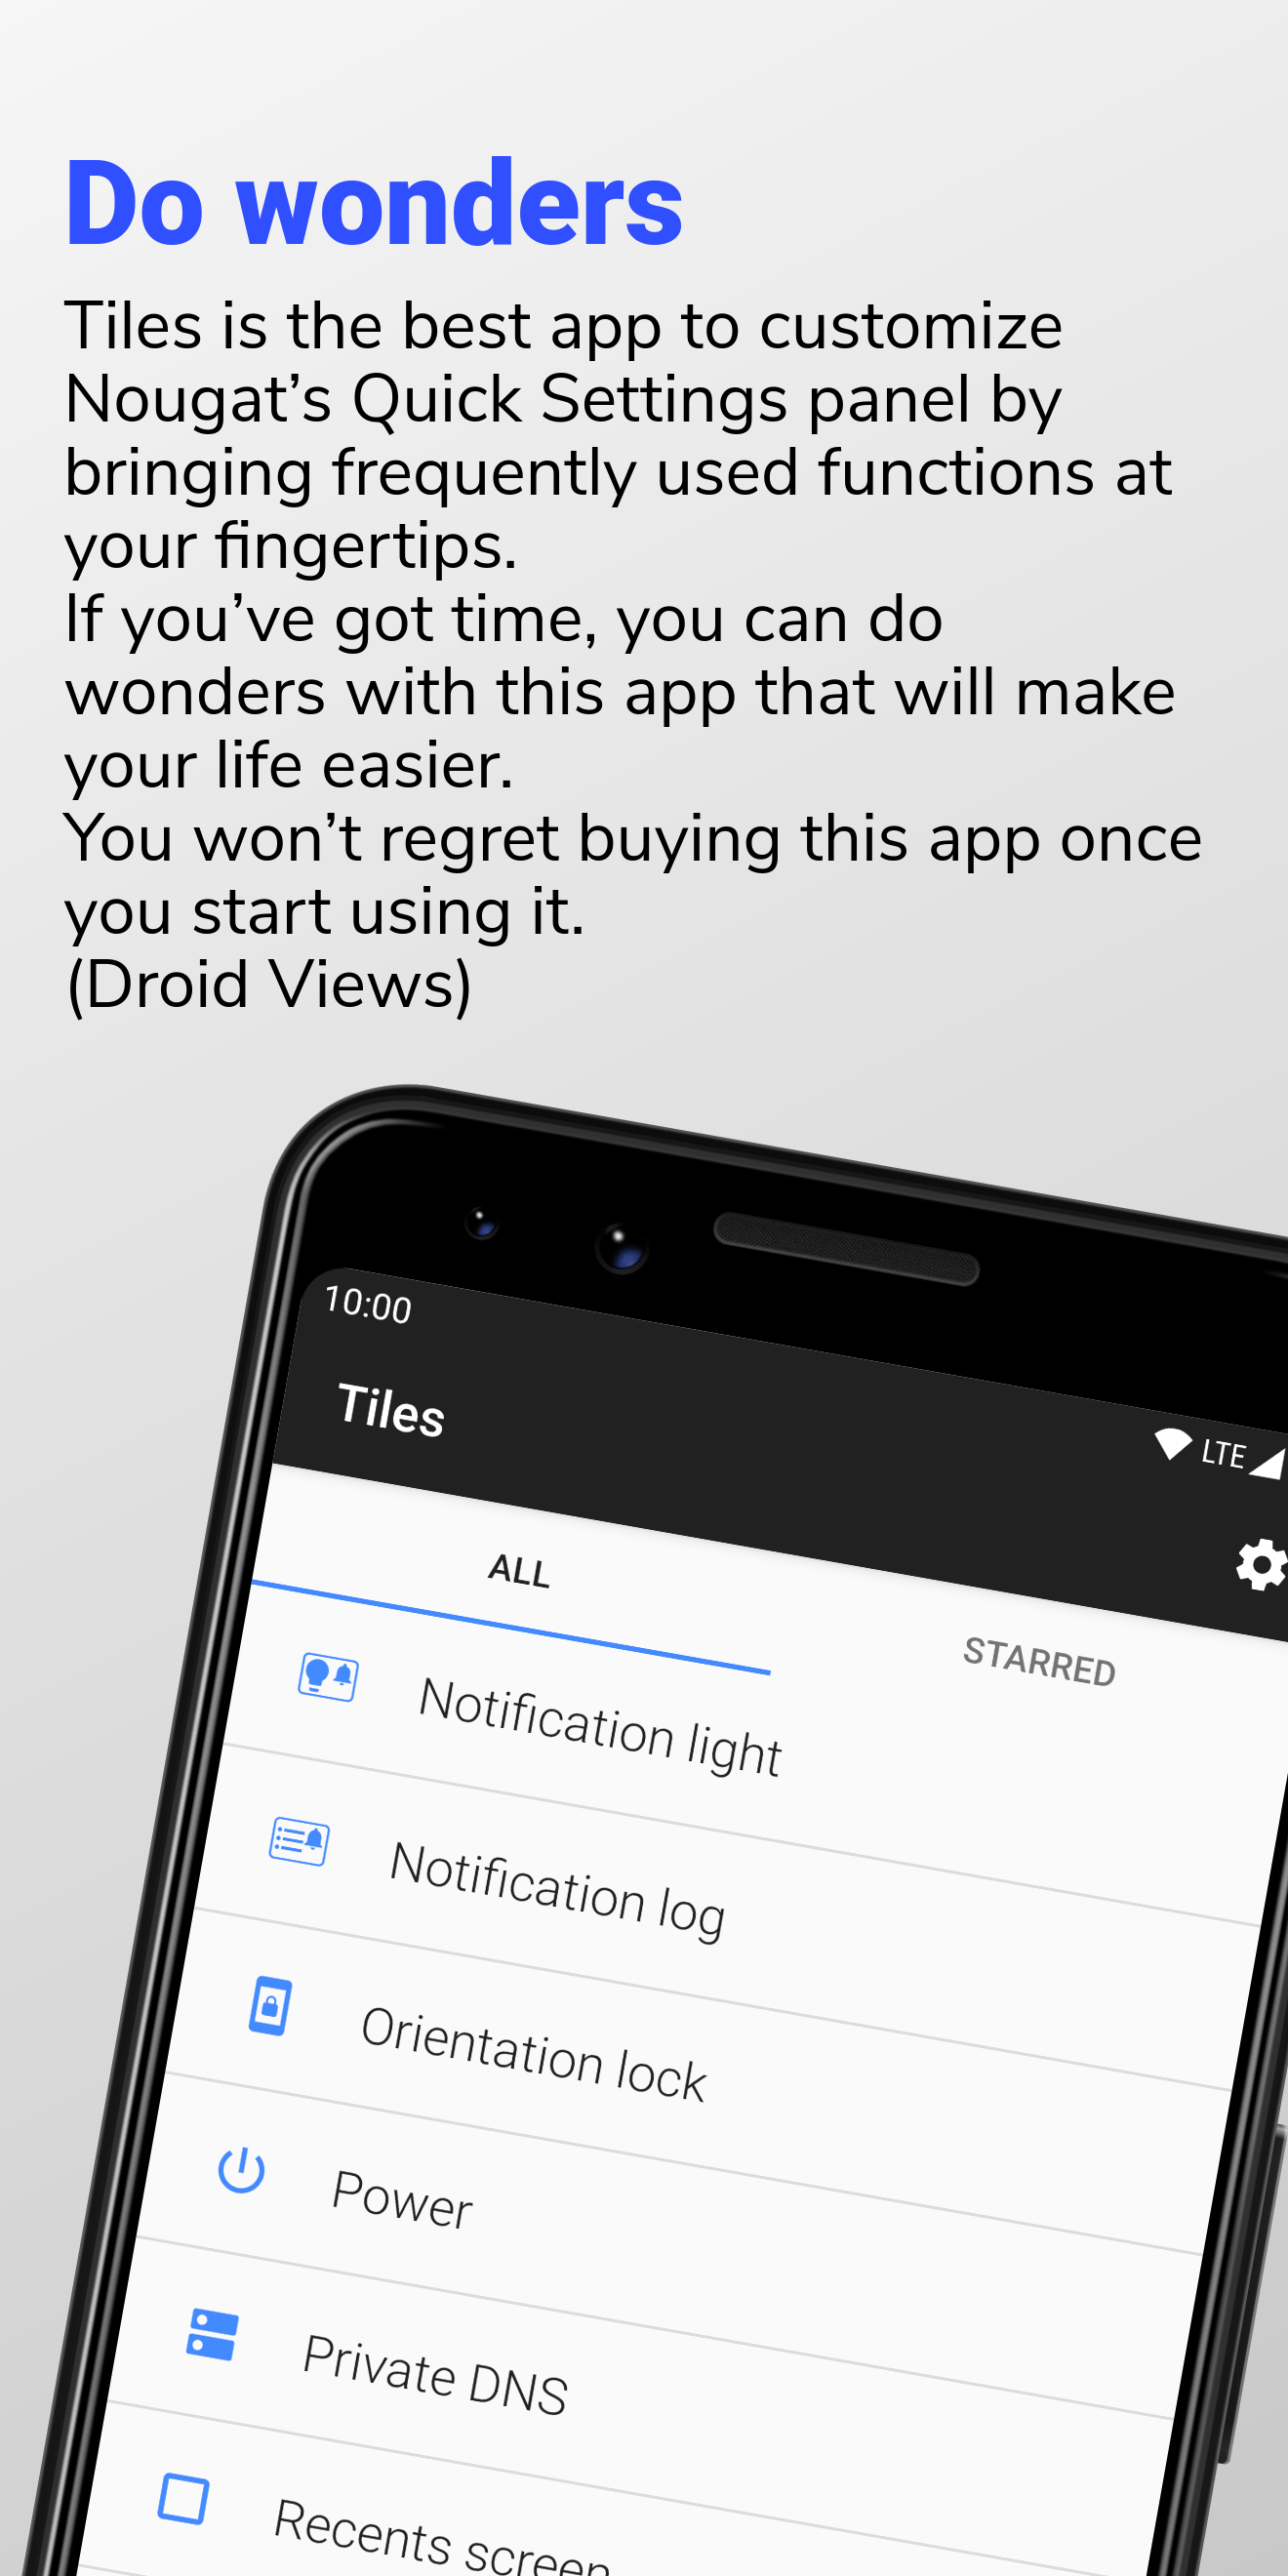 Do wonders
Tiles is the best app to customize
Nougat’s Quick Settings panel by
bringing frequently used functions at
your fingertips.
If you’ve got time, you can do
wonders with this app that will make
your life easier.
You won’t regret buying this app once
you start using it.
(Droid Views)
10:00
LTE
Tiles
ALL
STARRED
Notification light
Notification log
Orientation lock
Power
Private DNS
Recents screen